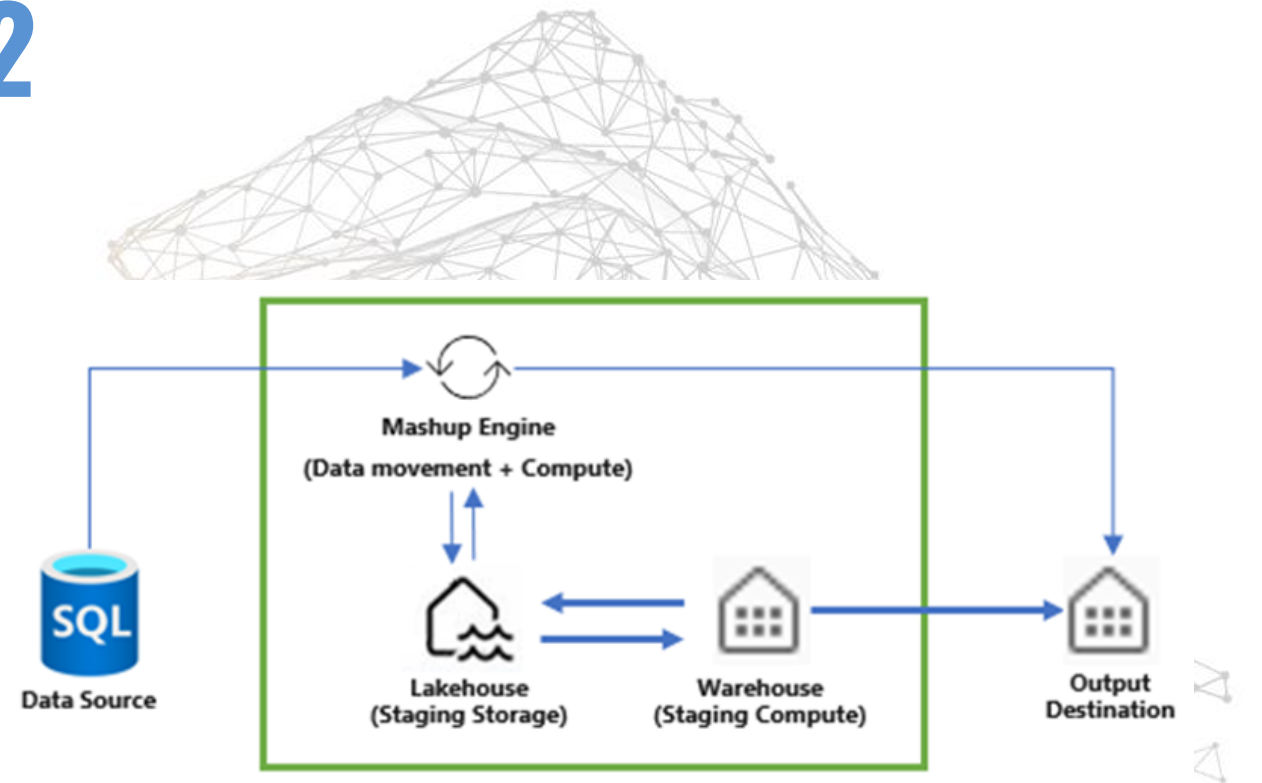 2
Mashup Engine
(Data movement + Compute)
SQL
Data Source
Lakehouse
(Staging Storage)
Warehouse
(Staging Compute)
Output
Destination